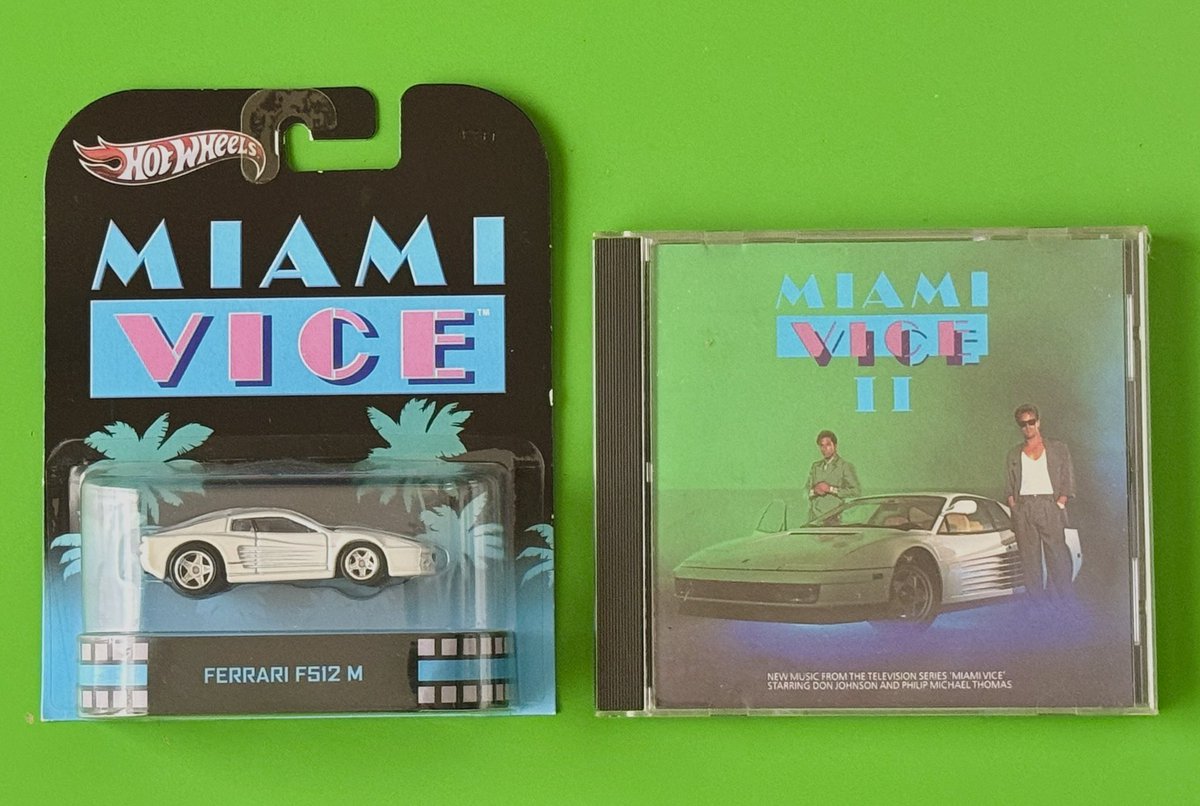 HOT WHEELS
MIAMI
VICE™
FERRARI F512 M
MIAMI
VICE
II
NEW MUSIC FROM THE TELEVISION SERIES 'MIAMI VICE'
STARRING DON JOHNSON AND PHILIP MICHAEL THOMAS